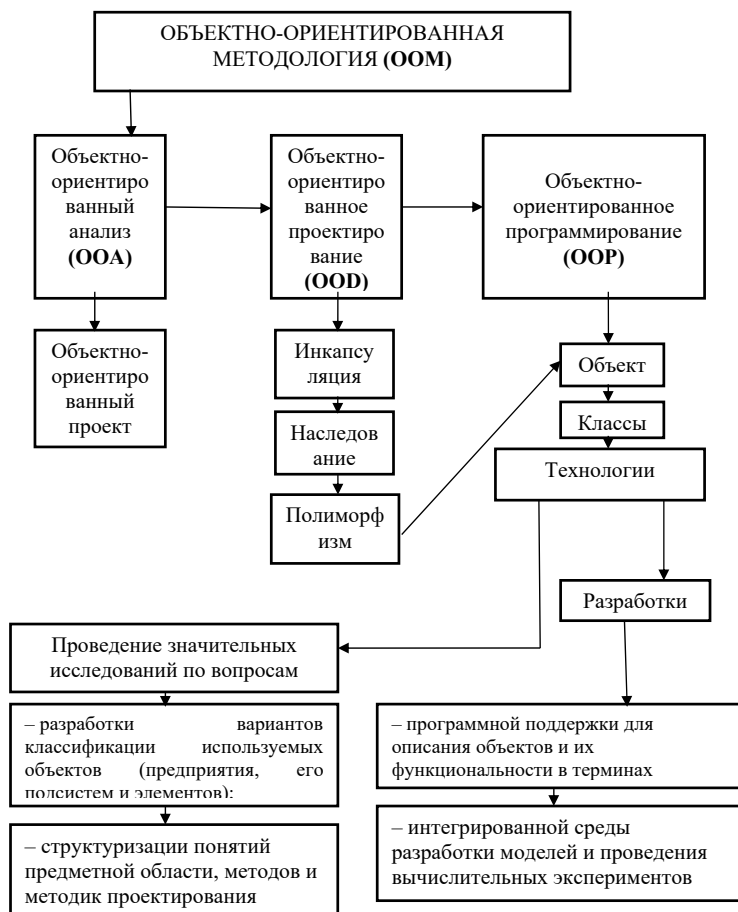 ОБЪЕКТНО-ОРИЕНТИРОВАННАЯ
МЕТОДОЛОГИЯ (OOM)
Объектно-
ориентиро
ванный
анализ
(OOA)
Объектно-
ориентиро
ванное
проектиро
вание
(OOD)
Объектно-
ориентированное
программирование
(OOP)
Объектно-
ориентиро
ванный
проект
Инкапсу
ляция
Наследов
ание
Полиморф
изм
Объект
Классы
Технологии
Разработки
Проведение значительных
исследований по вопросам
– разработки вариантов
классификации используемых
объектов (предприятия, его
подсистем и элементов);
– структуризации понятий
предметной области, методов и
методик проектирования
– программной поддержки для
описания объектов и их
функциональности в терминах
– интегрированной среды
разработки моделей и проведения
вычислительных экспериментов